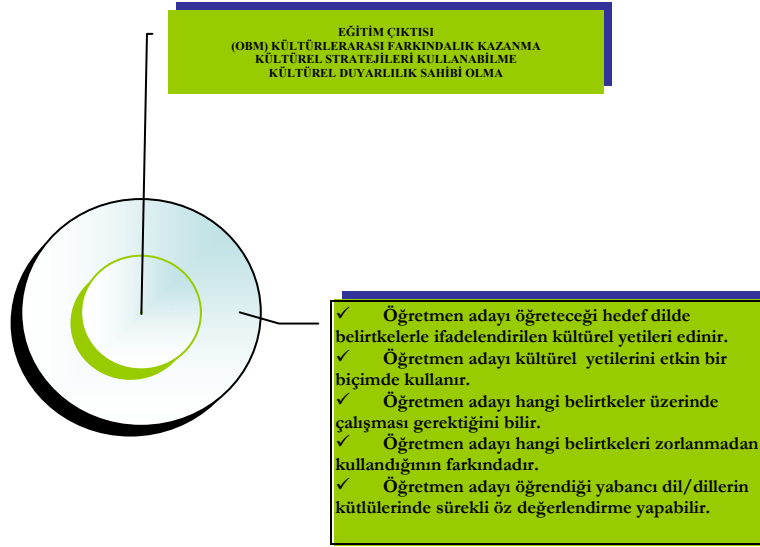 EĞİTİM ÇIKTISI
(OBM) KÜLTÜRLERARASI FARKINDALIK KAZANMA
KÜLTÜREL STRATEJİLERİ KULLANABİLME
KÜLTÜREL DUYARLILIK SAHİBİ OLMA
✓ Öğretmen adayı öğreteceği hedef dilde
belirtkelerle ifadelendirilen kültürel yetileri edinir.
✓ Öğretmen adayı kültürel yetilerini etkin bir
biçimde kullanır.
✓ Öğretmen adayı hangi belirtkeler üzerinde
çalışması gerektiğini bilir.
✓ Öğretmen adayı hangi belirtkeleri zorlanmadan
kullandığının farkındadır.
✓ Öğretmen adayı öğrendiği yabancı dil/dillerin
kütlülerinde sürekli öz değerlendirme yapabilir.